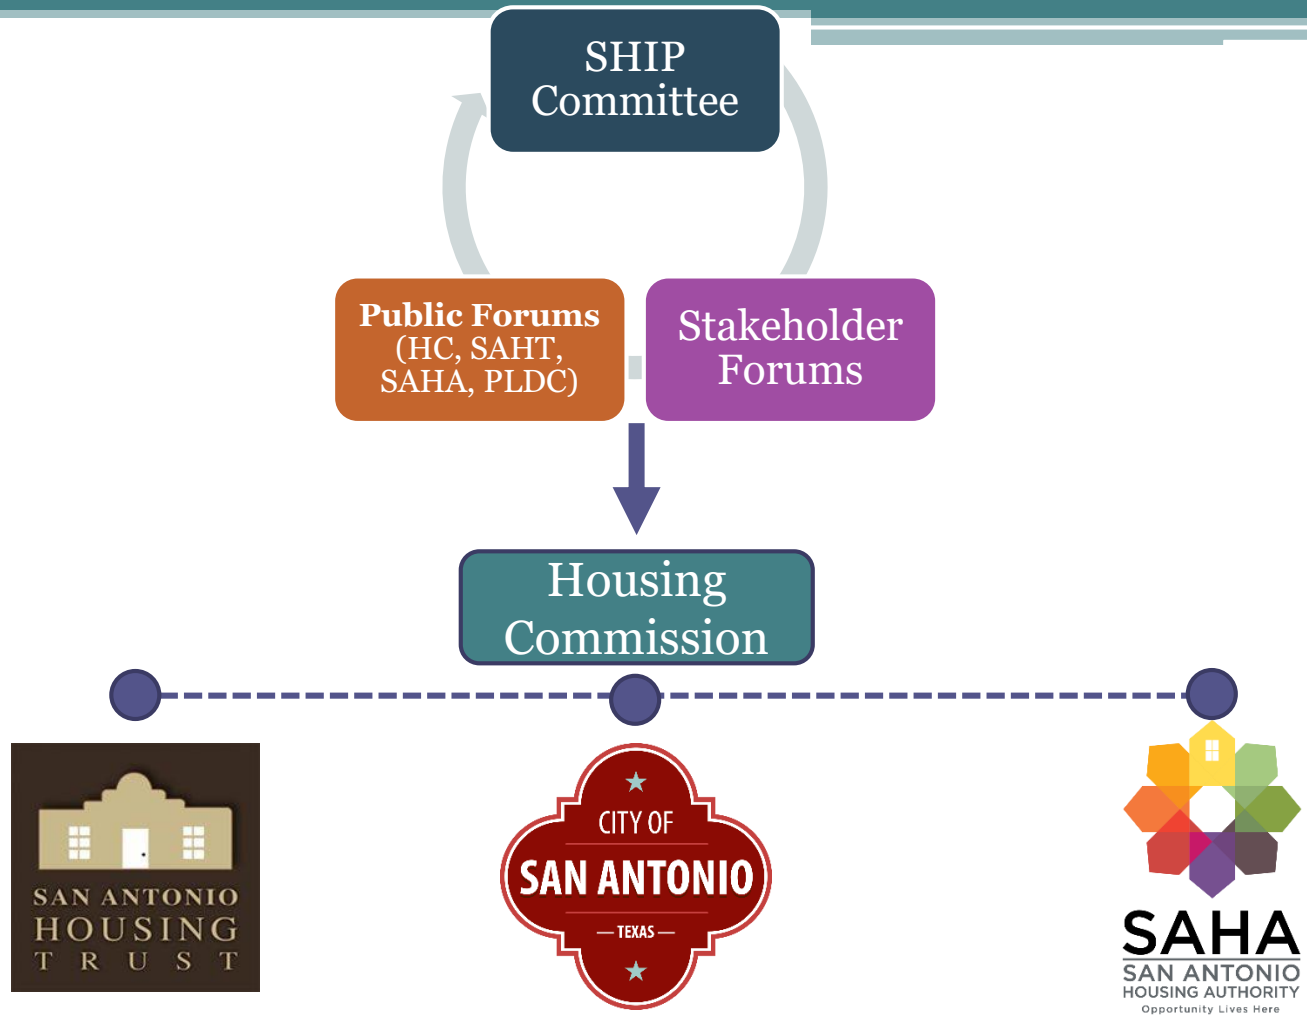 SHIP
Committee
Public Forums
(HC, SAHT,
SAHA, PLDC)
Stakeholder
Forums
Housing
Commission
SAN ANTONIO
HOUSING
TRUST
CITY OF
SAN ANTONIO
TEXAS
SAHA
SAN ANTONIO
HOUSING AUTHORITY
Opportunity Lives Here